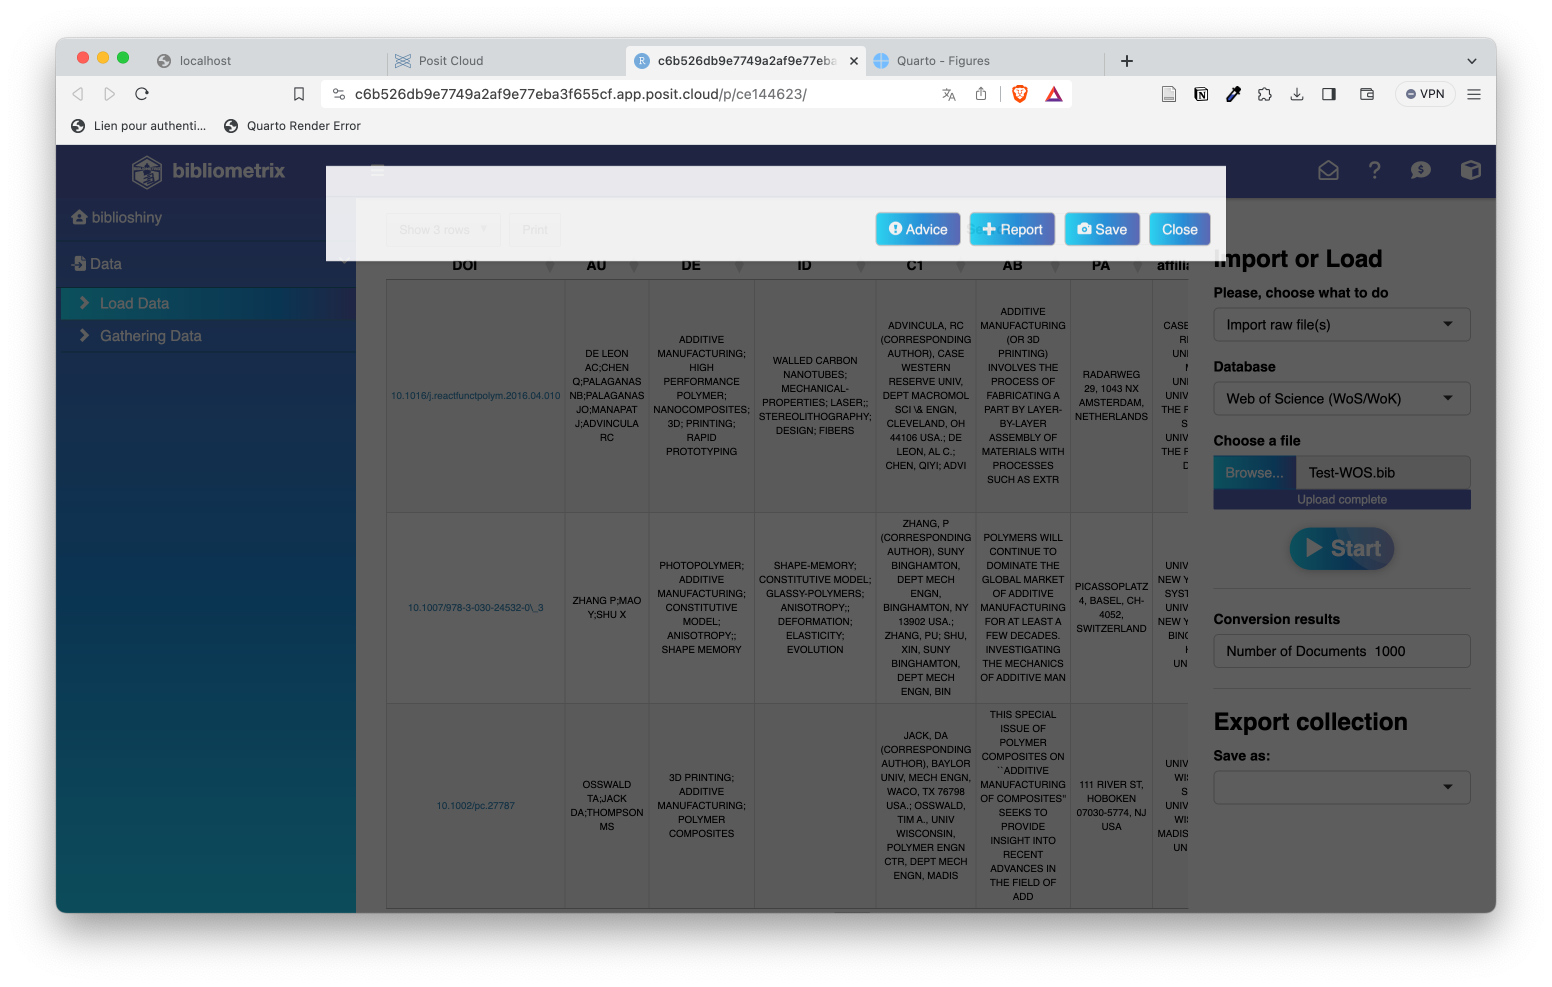 localhost
Posit Cloud
c6b526db9e7749a2af9e77eba
Quarto - Figures
c6b526db9e7749a2af9e77eba3f655cf.app.posit.cloud/p/ce144623/
VPN
Lien pour authenti...
Quarto Render Error
bibliometrix
biblioshiny
Data
Load Data
Gathering Data
Show 3 rows
Print
Advice
Report
Save
Close
DOI
AU
DE
ID
C1
AB
PA
affilia
10.1016/j.reactfunctpolym.2016.04.010
DE LEON
AC;CHEN
Q;PALAGANAS
NB;PALAGANAS
JO;MANAPAT
J;ADVINCULA
RC
ADDITIVE
MANUFACTURING;
HIGH
PERFORMANCE
POLYMER;
NANOCOMPOSITES;
3D; PRINTING;
RAPID
PROTOTYPING
WALLED CARBON
NANOTUBES;
MECHANICAL-
PROPERTIES; LASER;;
STEREOLITHOGRAPHY;
DESIGN; FIBERS
ADVINCULA, RC
(CORRESPONDING
AUTHOR), CASE
WESTERN
RESERVE UNIV,
DEPT MACROMOL
SCI \& ENGN,
CLEVELAND, OH
44106 USA.; DE
LEON, AL C.;
CHEN, QIYI; ADVI
ADDITIVE
MANUFACTURING
(OR 3D
PRINTING)
INVOLVES THE
PROCESS OF
FABRICATING A
PART BY LAYER-
BY-LAYER
ASSEMBLY OF
MATERIALS WITH
PROCESSES
SUCH AS EXTR
RADARWEG
29, 1043 NX
AMSTERDAM,
NETHERLANDS
CASE
RE
UNI
UNI
UNIV
THE F
S
UNIV
THE F
D
10.1007/978-3-030-24532-0\_3
ZHANG P;MAO
Y;SHU X
PHOTOPOLYMER;
ADDITIVE
MANUFACTURING;
CONSTITUTIVE
MODEL;
ANISOTROPY;;
SHAPE MEMORY
SHAPE-MEMORY;
CONSTITUTIVE MODEL;
GLASSY-POLYMERS;
ANISOTROPY;;
DEFORMATION;
ELASTICITY;
EVOLUTION
ZHANG, P
(CORRESPONDING
AUTHOR), SUNY
BINGHAMTON,
DEPT MECH
ENGN,
BINGHAMTON, NY
13902 USA.;
ZHANG, PU; SHU,
XIN, SUNY
BINGHAMTON,
DEPT MECH
ENGN, BIN
POLYMERS WILL
CONTINUE TO
DOMINATE THE
GLOBAL MARKET
OF ADDITIVE
MANUFACTURING
FOR AT LEAST A
FEW DECADES.
INVESTIGATING
THE MECHANICS
OF ADDITIVE MAN
PICASSOPLATZ
4, BASEL, CH-
4052,
SWITZERLAND
UNIV
NEW Y
SYST
UNIV
NEW Y
BING
UN
10.1002/pc.27787
OSSWALD
TA;JACK
DA;THOMPSON
MS
3D PRINTING;
ADDITIVE
MANUFACTURING;
POLYMER
COMPOSITES
JACK, DA
(CORRESPONDING
AUTHOR), BAYLOR
UNIV, MECH ENGN,
WACO, TX 76798
USA.; OSSWALD,
TIM A., UNIV
WISCONSIN,
POLYMER ENGN
CTR, DEPT MECH
ENGN, MADIS
THIS SPECIAL
ISSUE OF
POLYMER
COMPOSITES ON
``ADDITIVE
MANUFACTURING
OF COMPOSITES''
SEEKS TO
PROVIDE
INSIGHT INTO
RECENT
ADVANCES IN
THE FIELD OF
ADD
111 RIVER ST,
HOBOKEN
07030-5774, NJ
USA
UNIV
WIS
S
UNIV
WIS
MADIS
UN
Import or Load
Please, choose what to do
Import raw file(s)
Database
Web of Science (WoS/WoK)
Choose a file
Browse...
Test-WOS.bib
Upload complete
Start
Conversion results
Number of Documents 1000
Export collection
Save as: